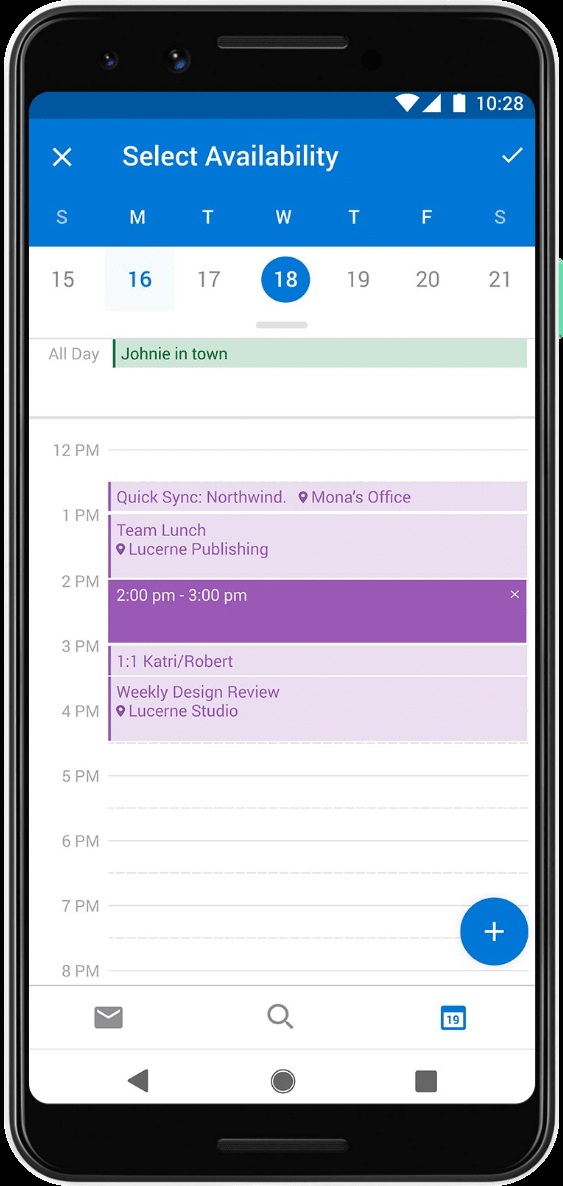 10:28
Select Availability
S M T W T F S
15 16 17 18 19 20 21
All Day Johnie in town
12 PM
Quick Sync: Northwind. Mona's Office
1 PM
Team Lunch
Lucerne Publishing
2 PM
2:00 pm - 3:00 pm
3 PM
1:1 Katri/Robert
Weekly Design Review
4 PM Lucerne Studio
5 PM
6 PM
7 PM
8 PM
19